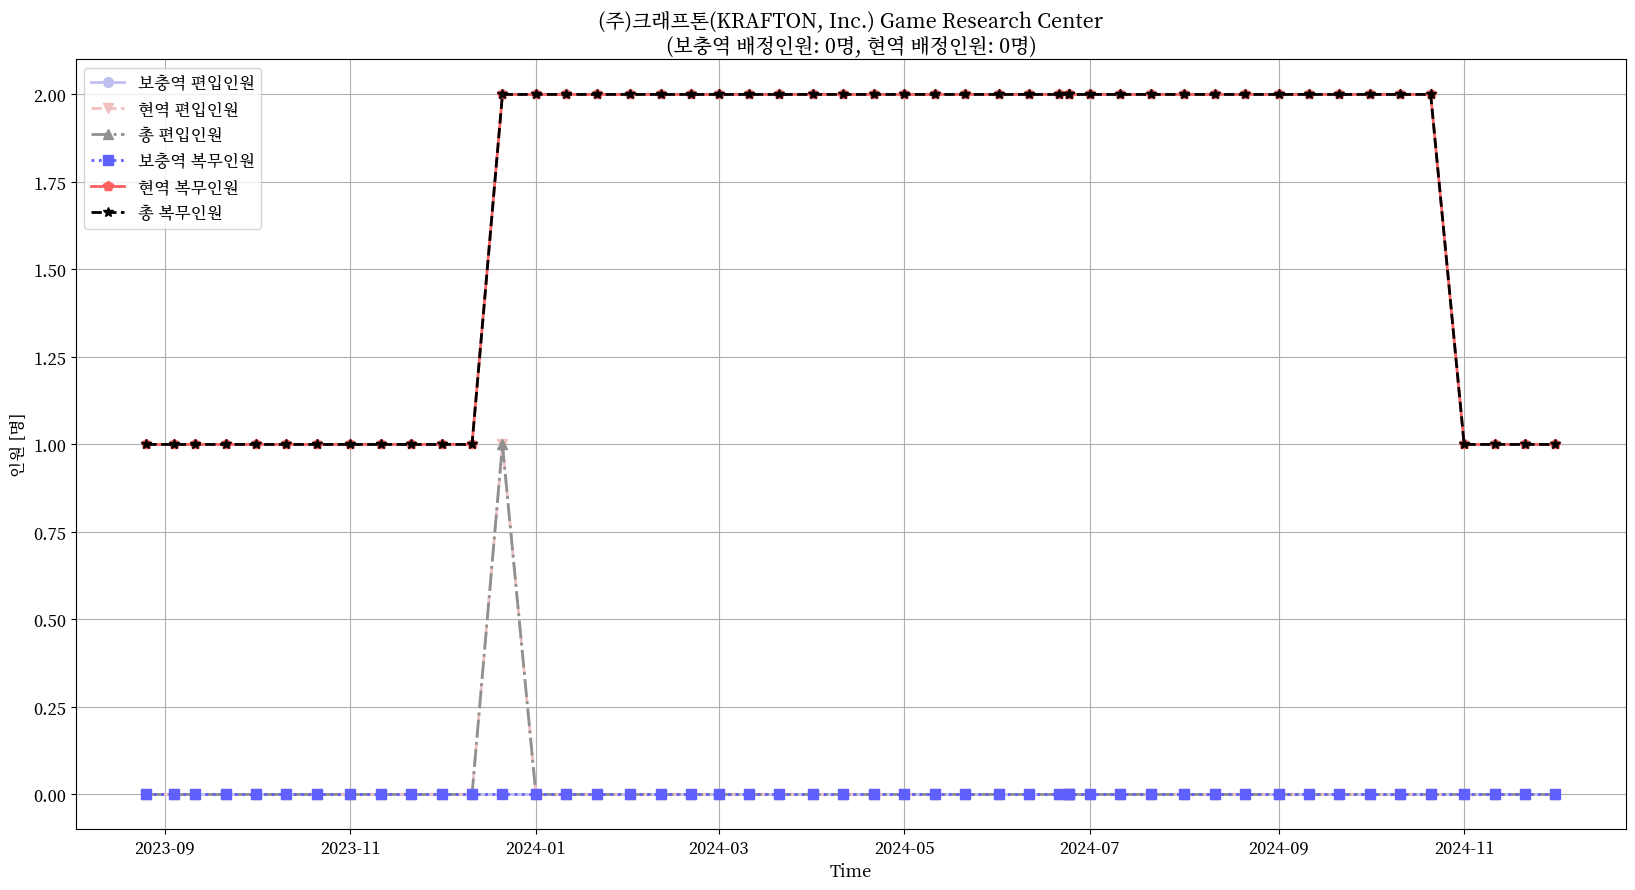 (주)크래프톤(KRAFTON, Inc.) Game Research Center
(보충역 배정인원: 0명, 현역 배정인원: 0명)
보충역 편입인원
현역 편입인원
총 편입인원
보충역 복무인원
현역 복무인원
총 복무인원
2.00
1.75
1.50
1.25
1.00
0.75
0.50
0.25
0.00
인원 [명]
2023-09 2023-11 2024-01 2024-03 2024-05 2024-07 2024-09 2024-11
Time